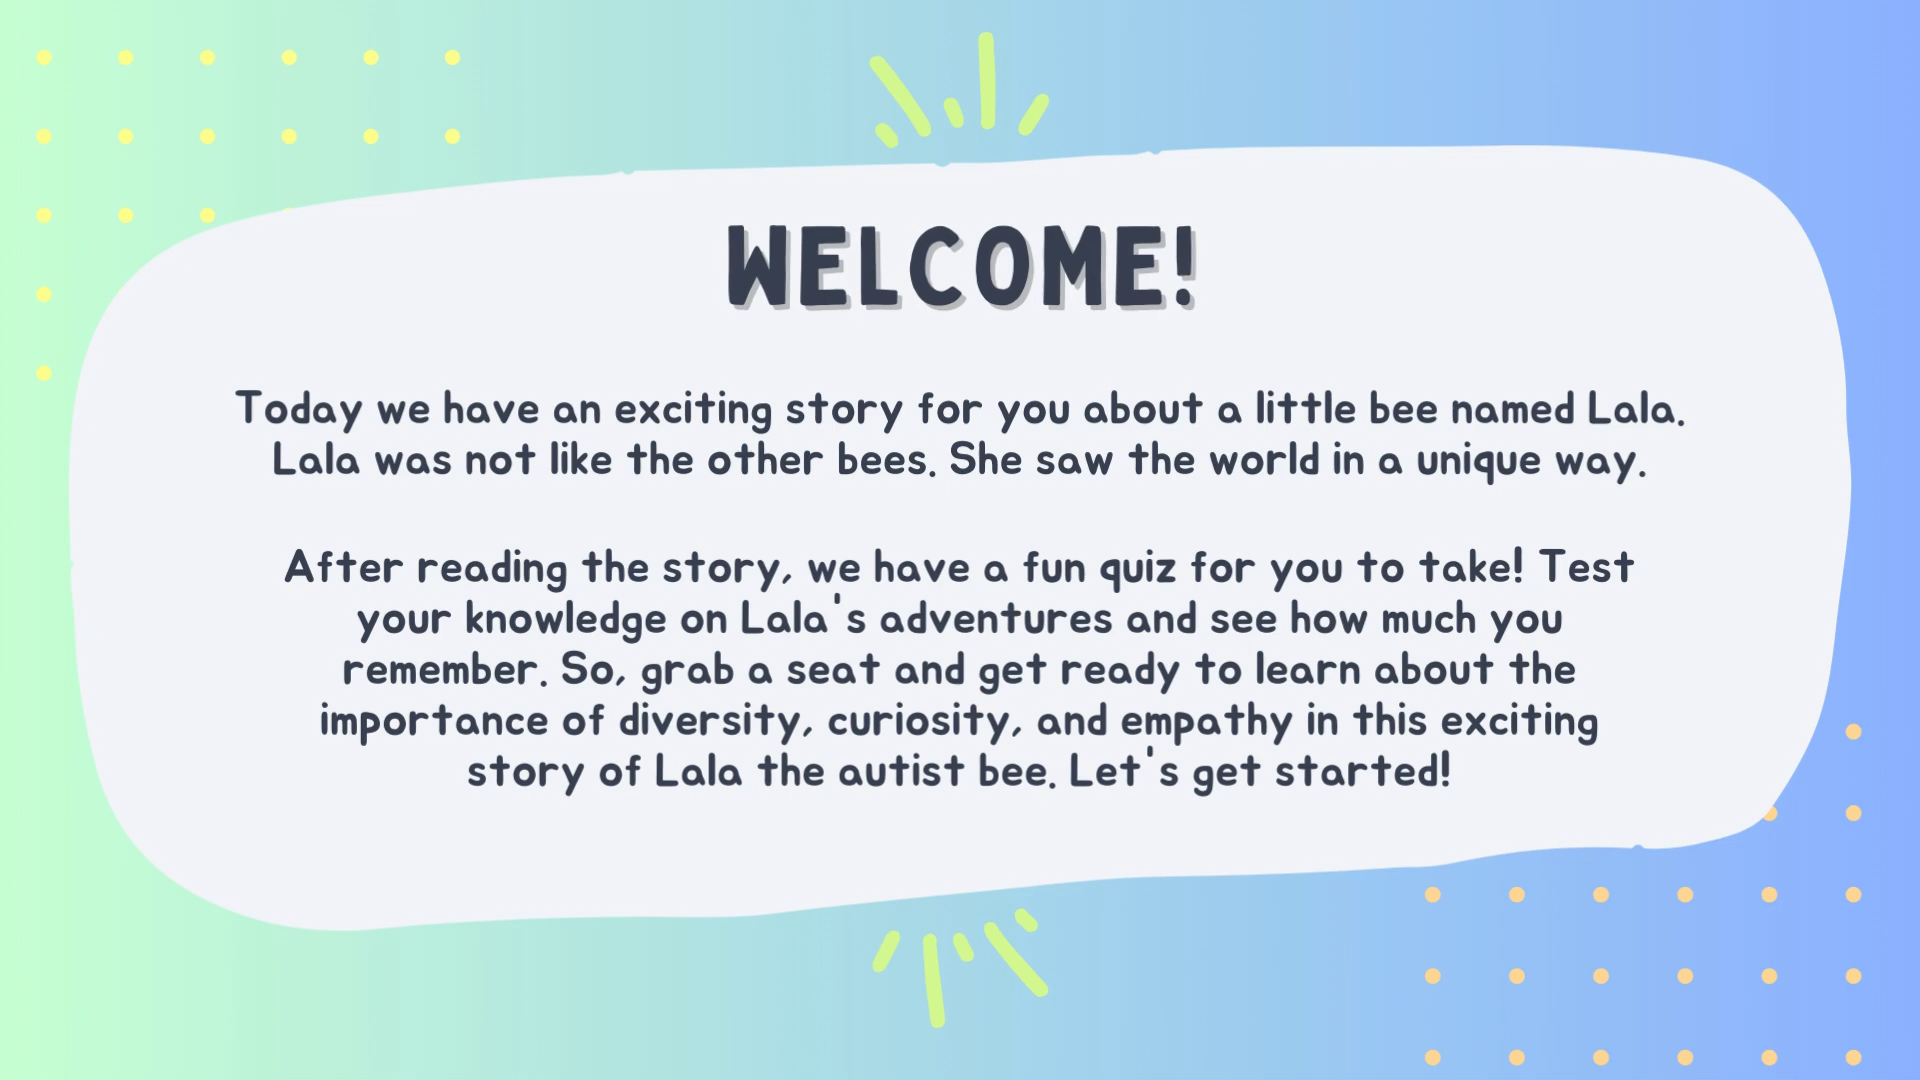 WELCOME!
Today we have an exciting story for you about a little bee named Lala.
Lala was not like the other bees. She saw the world in a unique way.
After reading the story, we have a fun quiz for you to take! Test
your knowledge on Lala's adventures and see how much you
remember. So, grab a seat and get ready to learn about the
importance of diversity, curiosity, and empathy in this exciting
story of Lala the autist bee. Let's get started!